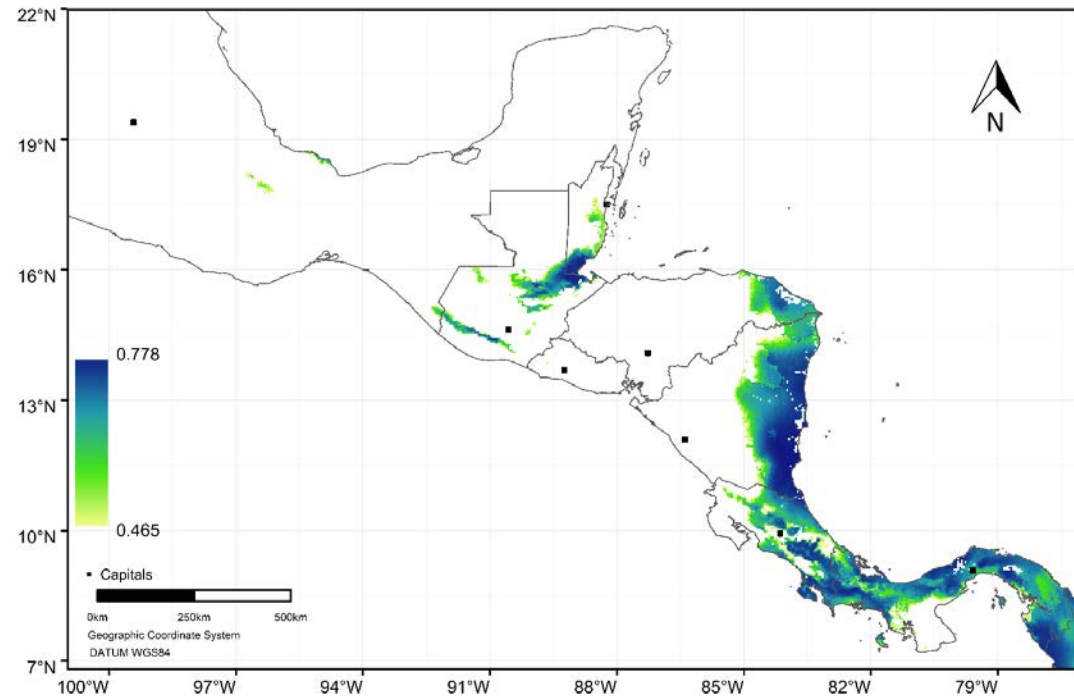 22°N
19°N
16°N
13°N
10°N
7°N
N
0.778
0.465
Capitals
0km 250km 500km
Geographic Coordinate System
DATUM WGS84
100°W 97°W 94°W 91°W 88°W 85°W 82°W 79°W